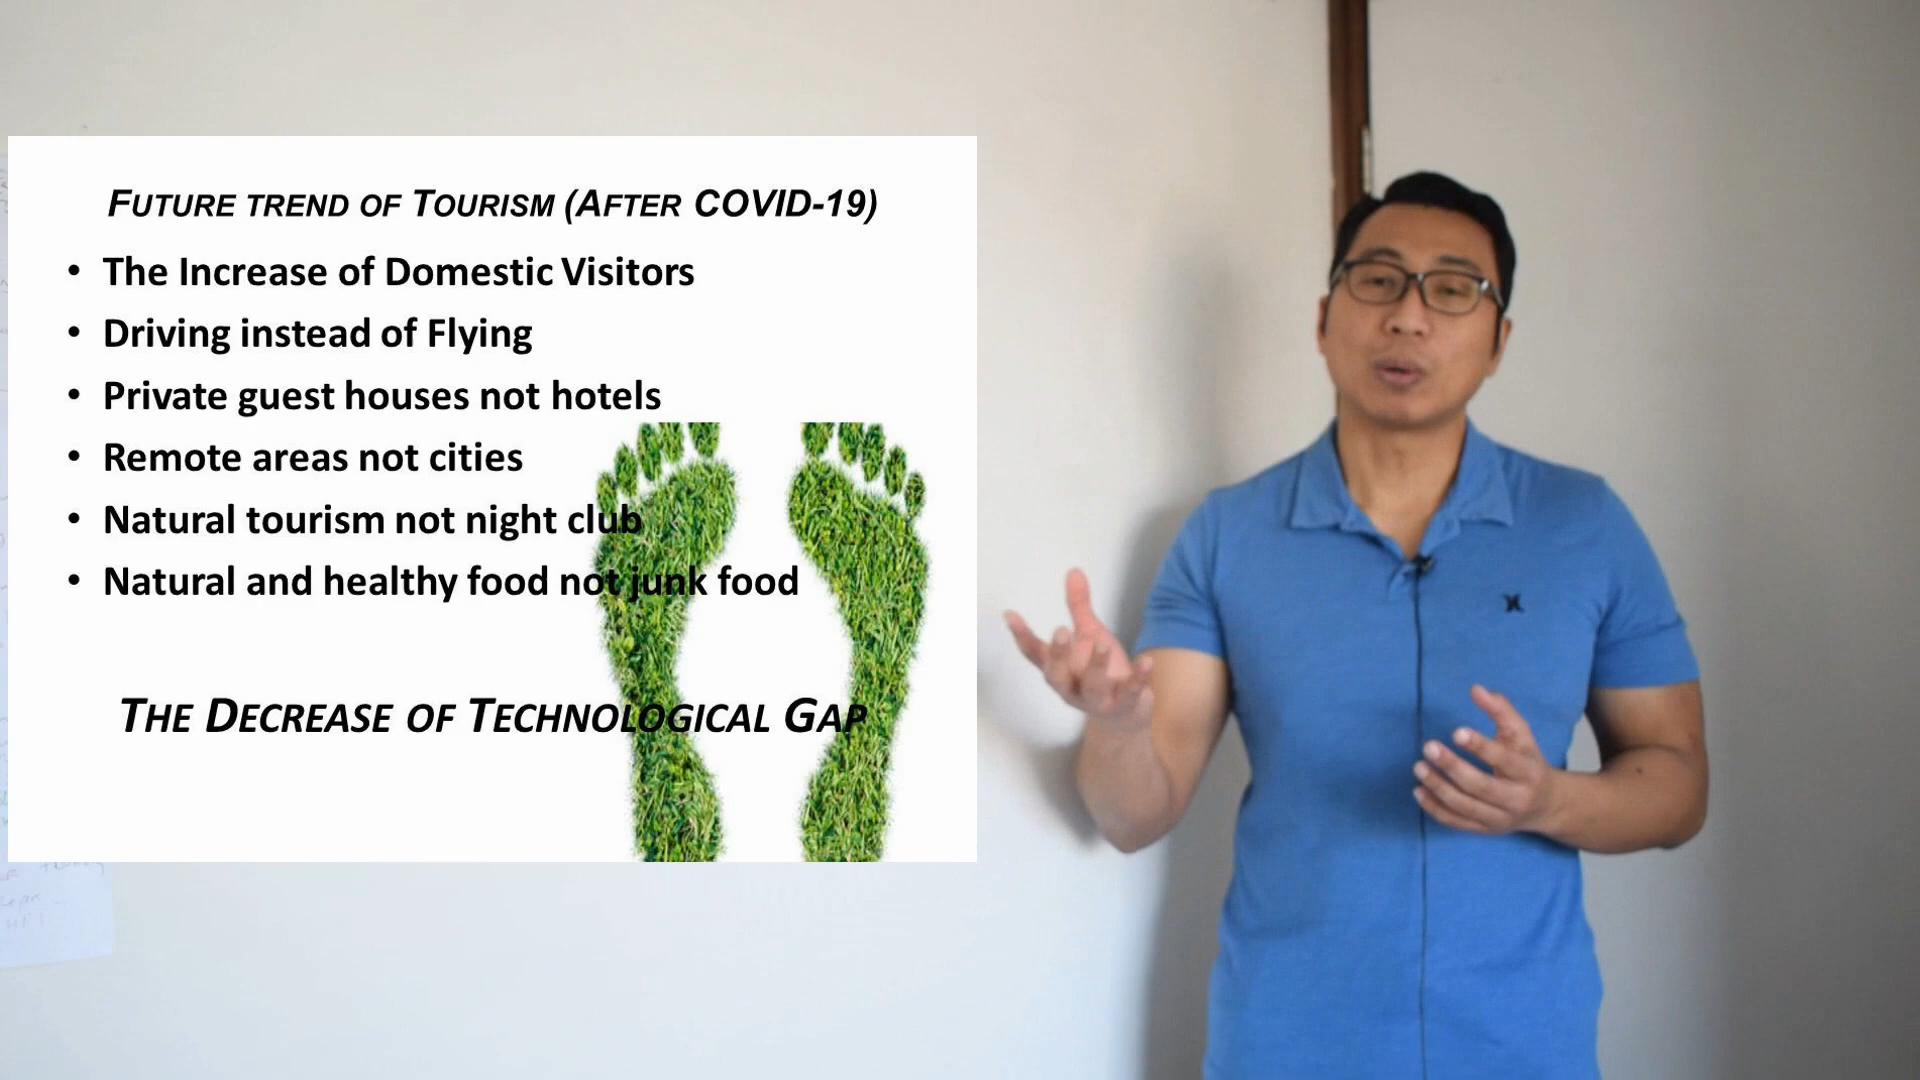 FUTURE TREND OF TOURISM (AFTER COVID-19)
• The Increase of Domestic Visitors
• Driving instead of Flying
• Private guest houses not hotels
• Remote areas not cities
• Natural tourism not night club
• Natural and healthy food not junk food
THE DECREASE OF TECHNOLOGICAL GAP